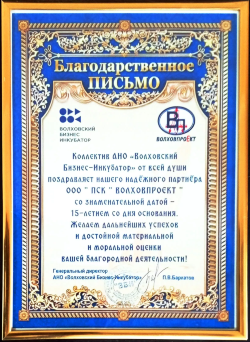 Благодарственное
ПИСЬМО
ВОЛХОВСКИЙ
БИЗНЕС
ИНКУБАТОР
ВОЛХОВПРОЕКТ
Коллектив АНО «Волховский
Бизнес-Инкубатор» от всей души
поздравляет нашего надёжного партнёра
ООО " ПСК " ВОЛХОВПРОЕКТ "
со знаменательной датой –
15-летием со дня основания.
Желаем дальнейших успехов
и достойной материальной
и моральной оценки
вашей благородной деятельности!
Генеральный директор
АНО «Волховский Бизнес-Инкубатор» П.В.Барлатов